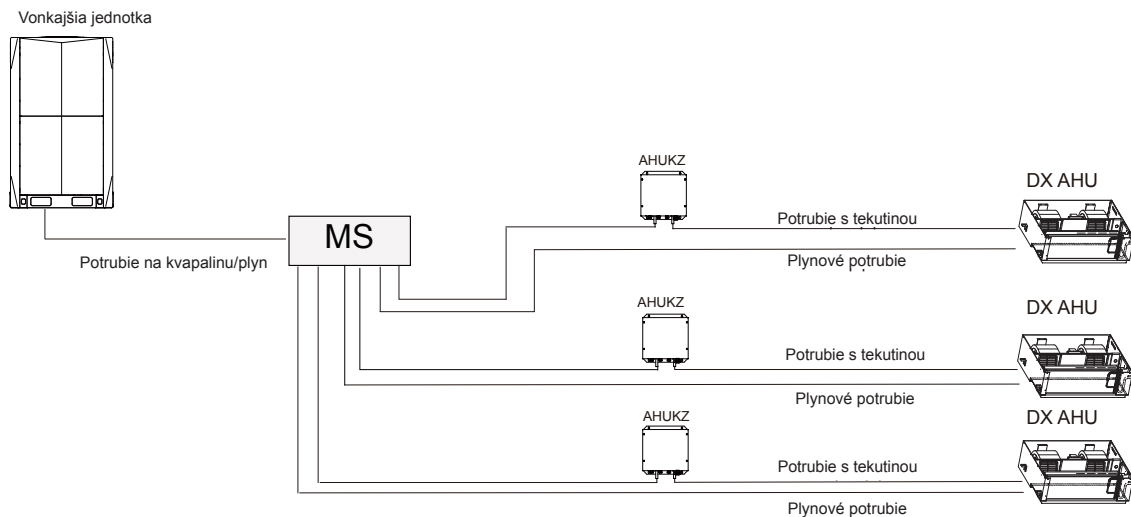 Vonkajšia jednotka
MS
Potrubie na kvapalinu/plyn
AHUKZ
DX AHU
Potrubie s tekutinou
Plynové potrubie
AHUKZ
DX AHU
Potrubie s tekutinou
Plynové potrubie
AHUKZ
DX AHU
Potrubie s tekutinou
Plynové potrubie